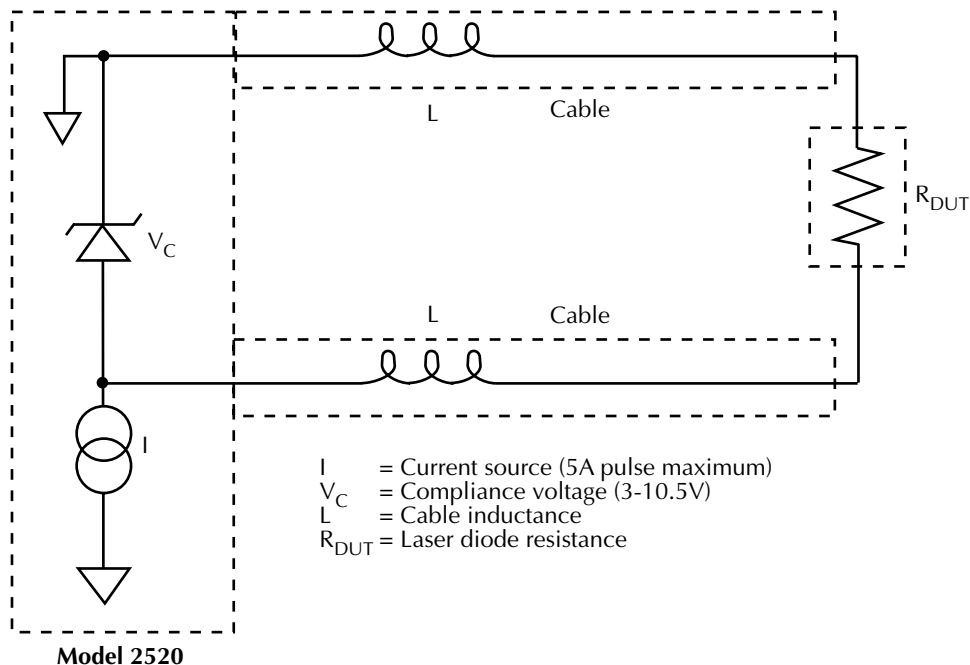 L
Cable
R_DUT
V_C
L
Cable
I
I = Current source (5A pulse maximum)
V_C = Compliance voltage (3-10.5V)
L = Cable inductance
R_DUT = Laser diode resistance
Model 2520